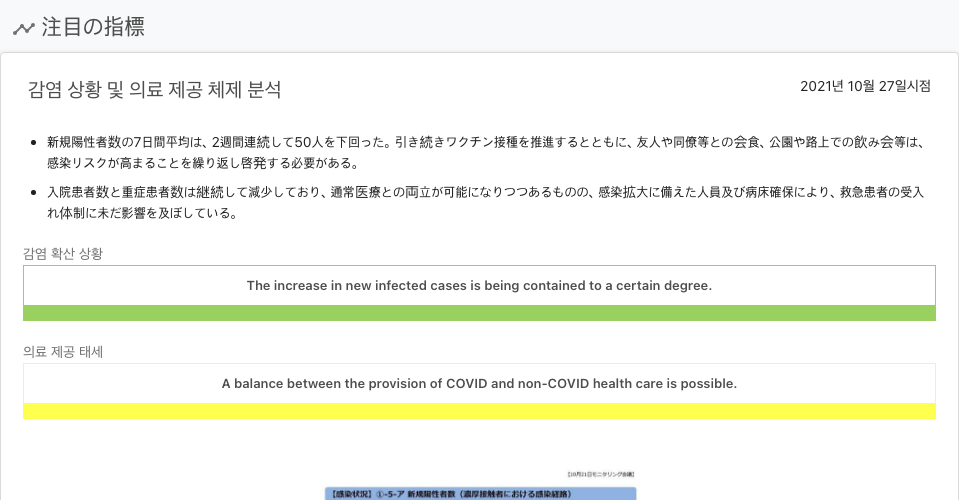 注目の指標
감염 상황 및 의료 제공 체제 분석
2021년 10월 27일시점
新規陽性者数の7日間平均は、2週間連続して50人を下回った。引き続きワクチン接種を推進するとともに、友人や同僚等との会食、公園や路上での飲み会等は、
感染リスクが高まることを繰り返し啓発する必要がある。
入院患者数と重症患者数は継続して減少しており、通常医療との両立が可能になりつつあるものの、感染拡大に備えた人員及び病床確保により、救急患者の受入
れ体制に未だ影響を及ぼしている。
감염 확산 상황
The increase in new infected cases is being contained to a certain degree.
의료 제공 태세
A balance between the provision of COVID and non-COVID health care is possible.
【10月21日モニタリング会議】
【感染状況】①-5-ア 新規陽性者数（濃厚接触者における感染経路）